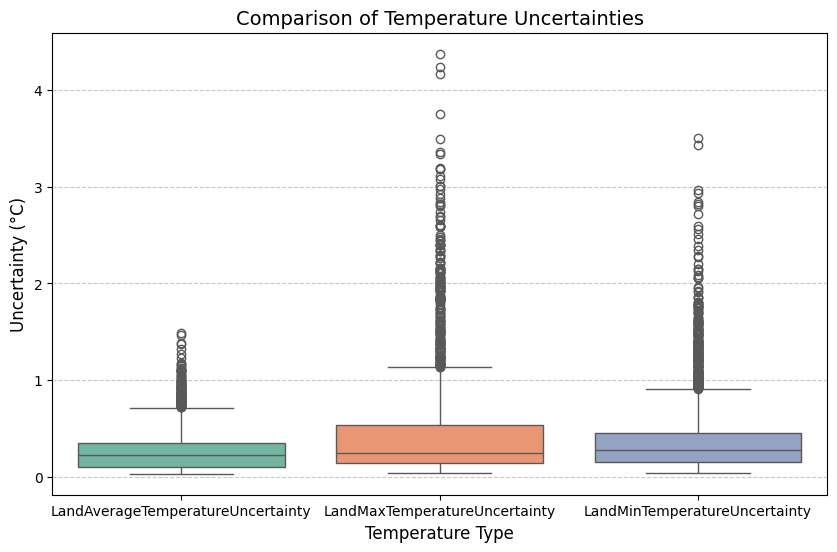 Comparison of Temperature Uncertainties
Uncertainty (°C)
4
3
2
1
0
LandAverageTemperatureUncertainty
LandMaxTemperatureUncertainty
LandMinTemperatureUncertainty
Temperature Type